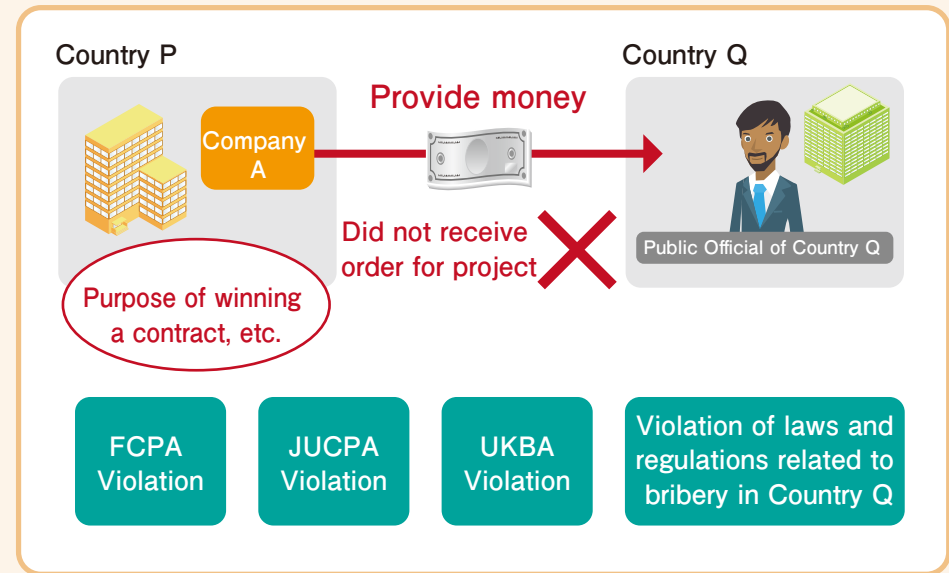 Country P
Country Q
Company
A
Provide money
Did not receive
order for project
Public Official of Country Q
Purpose of winning
a contract, etc.
FCPA
Violation
JUCPA
Violation
UKBA
Violation
Violation of laws and
regulations related to
bribery in Country Q